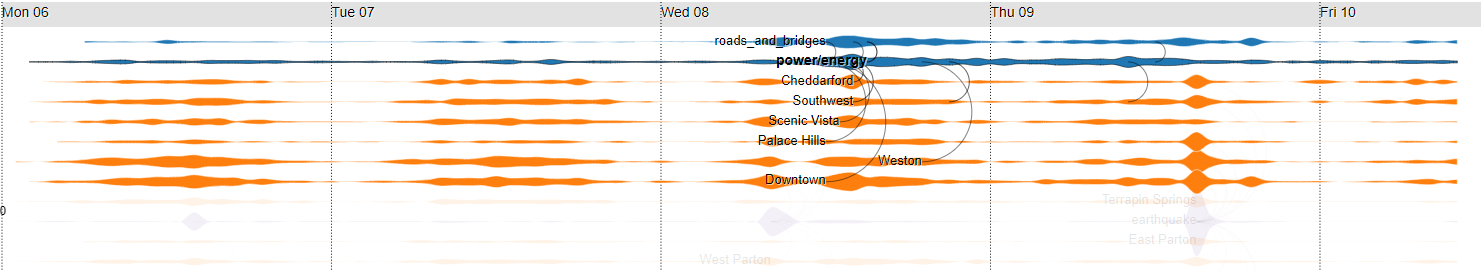 Mon 06 Tue 07 Wed 08 Thu 09 Fri 10
roads_and_bridges
power/energy
Cheddarford
Southwest
Scenic Vista
Palace Hills
Weston
Downtown
Terrapin Springs
0
earthquake
East Parton
West Parton